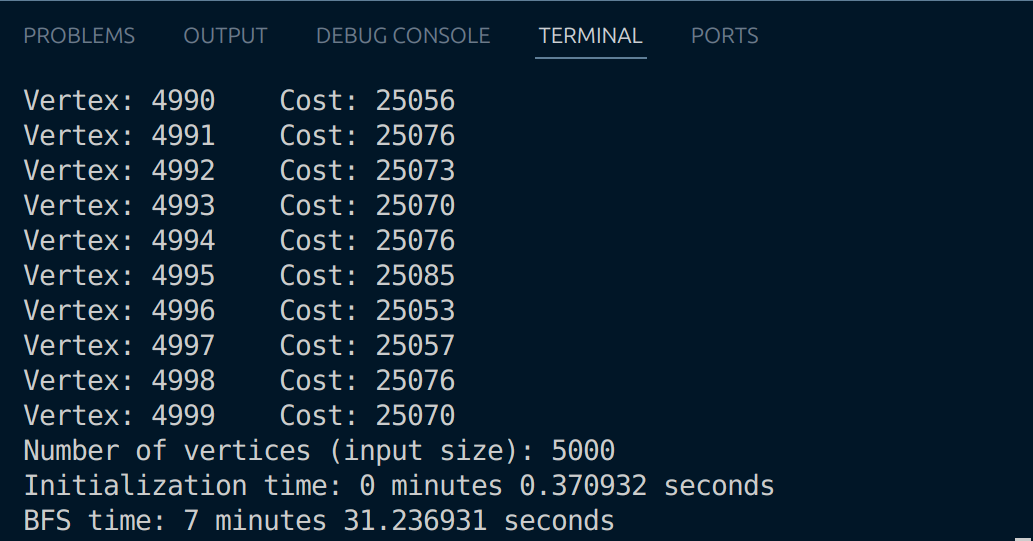 PROBLEMS OUTPUT DEBUG CONSOLE TERMINAL PORTS
Vertex: 4990 Cost: 25056
Vertex: 4991 Cost: 25076
Vertex: 4992 Cost: 25073
Vertex: 4993 Cost: 25070
Vertex: 4994 Cost: 25076
Vertex: 4995 Cost: 25085
Vertex: 4996 Cost: 25053
Vertex: 4997 Cost: 25057
Vertex: 4998 Cost: 25076
Vertex: 4999 Cost: 25070
Number of vertices (input size): 5000
Initialization time: 0 minutes 0.370932 seconds
BFS time: 7 minutes 31.236931 seconds